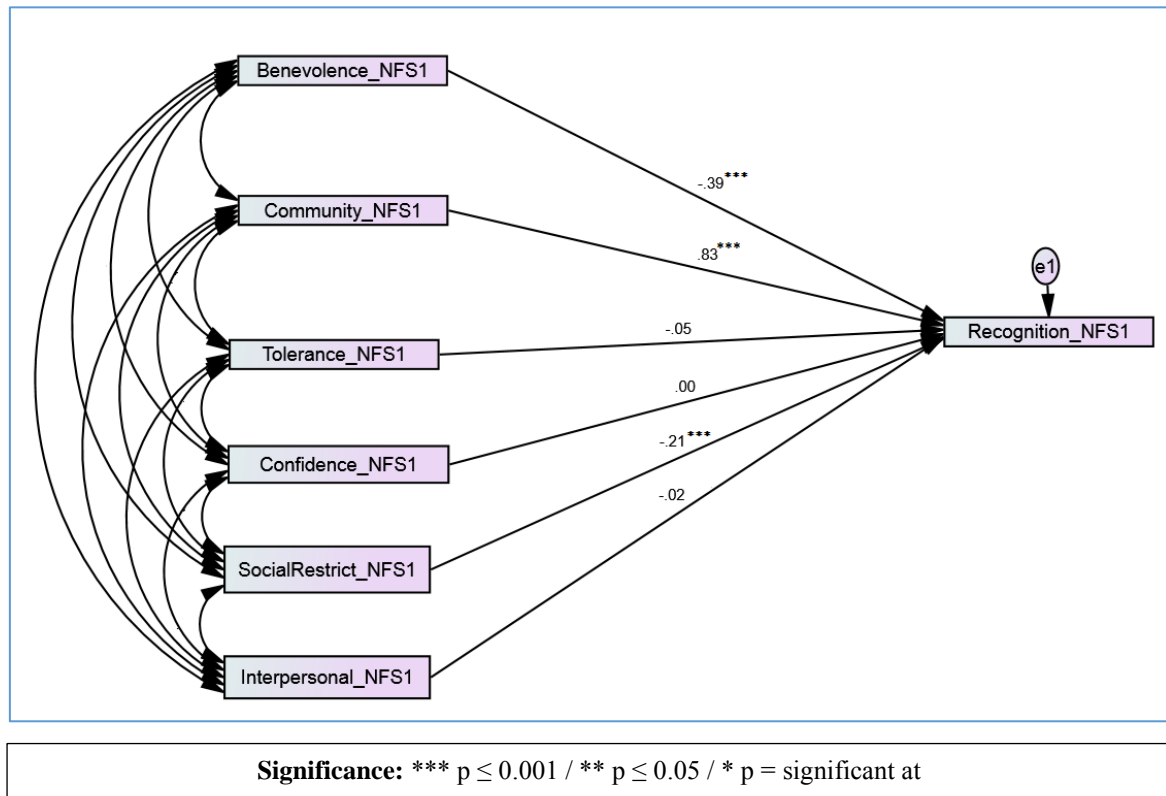 Benevolence_NFS1
-.39***
Community_NFS1
.83***
e1
Recognition_NFS1
-.05
Tolerance_NFS1
.00
Confidence_NFS1
-.21***
SocialRestrict_NFS1
-.02
Interpersonal_NFS1
Significance: *** p ≤ 0.001 / ** p ≤ 0.05 / * p = significant at